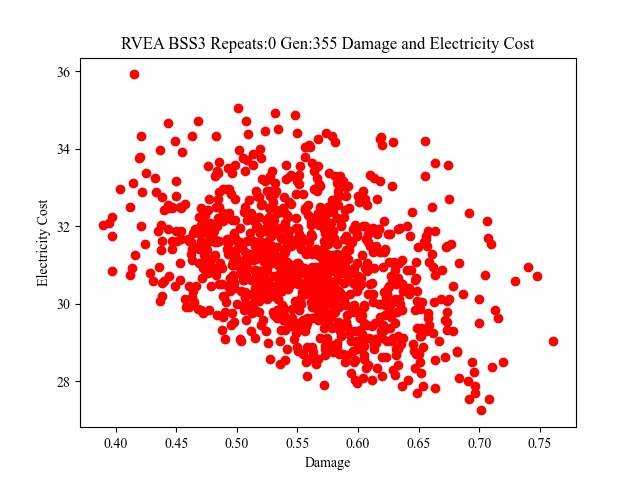 RVEA BSS3 Repeats:0 Gen:355 Damage and Electricity Cost
36
34
32
30
28
Electricity Cost
0.40 0.45 0.50 0.55 0.60 0.65 0.70 0.75
Damage